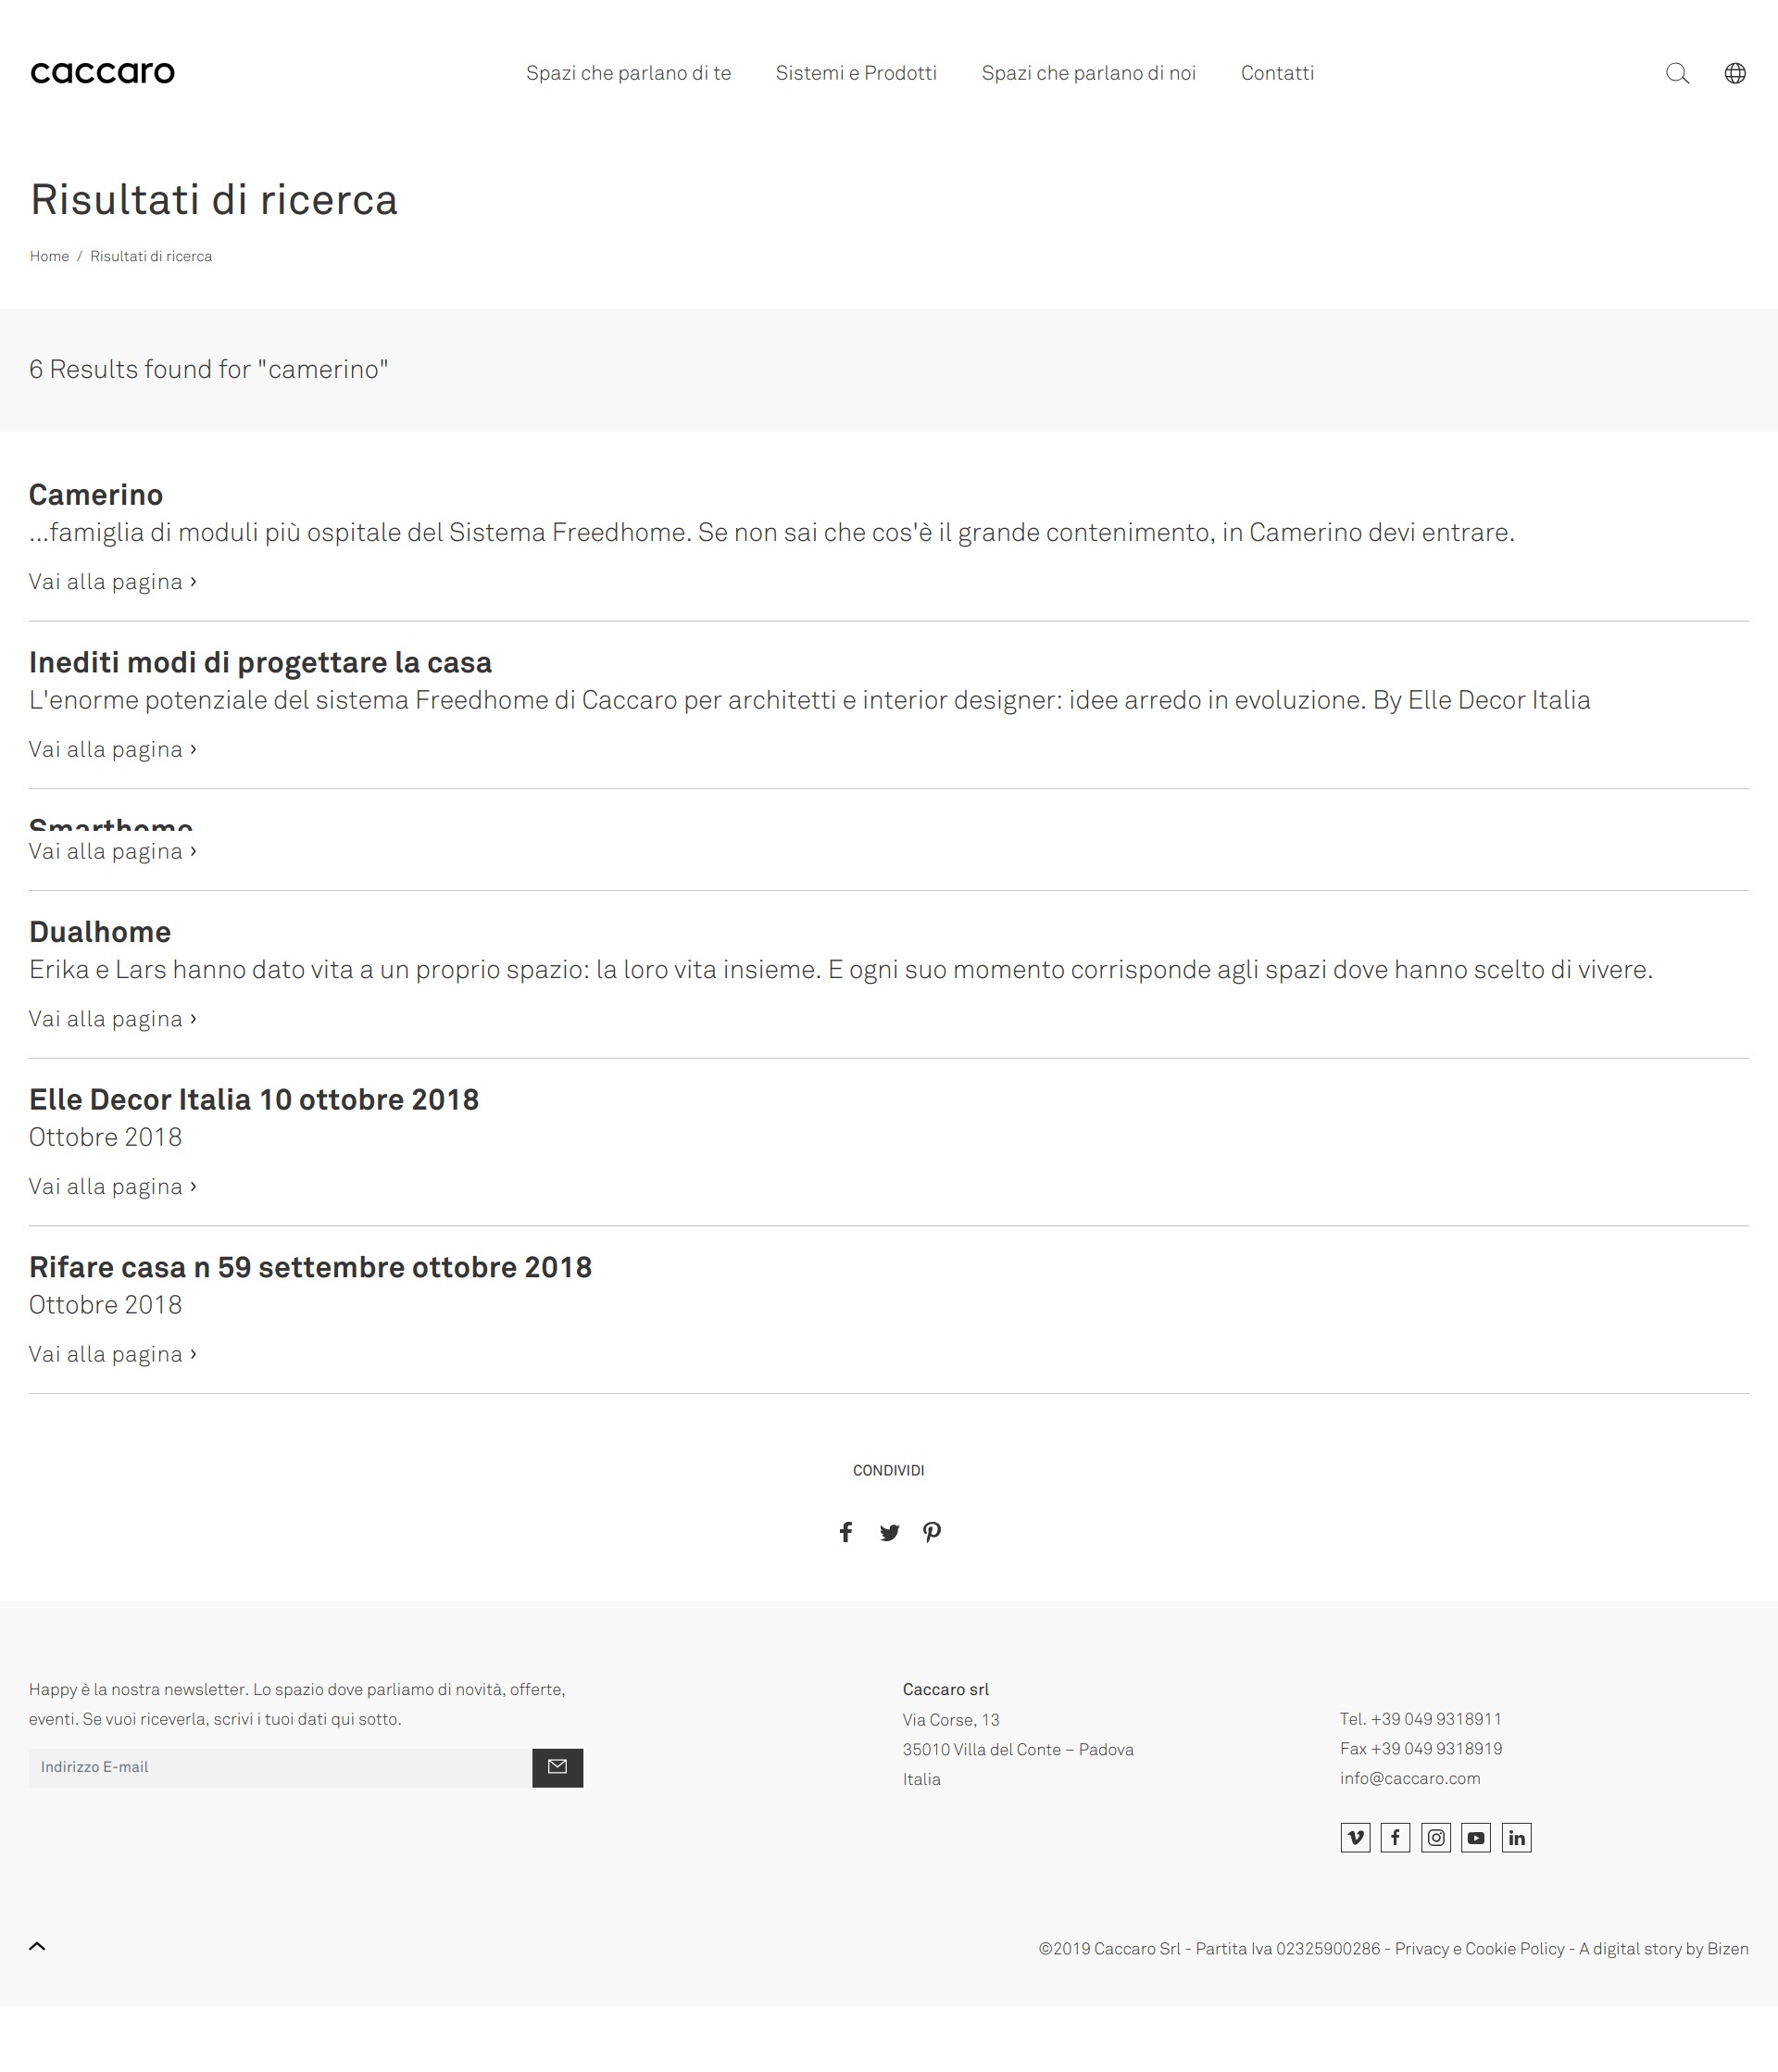 caccaro
Spazi che parlano di te Sistemi e Prodotti Spazi che parlano di noi Contatti
Risultati di ricerca
Home / Risultati di ricerca
6 Results found for "camerino"
Camerino
...famiglia di moduli più ospitale del Sistema Freedhome. Se non sai che cos'è il grande contenimento, in Camerino devi entrare.
Vai alla pagina ›
Inediti modi di progettare la casa
L'enorme potenziale del sistema Freedhome di Caccaro per architetti e interior designer: idee arredo in evoluzione. By Elle Decor Italia
Vai alla pagina ›
Smarthome
Vai alla pagina ›
Dualhome
Erika e Lars hanno dato vita a un proprio spazio: la loro vita insieme. E ogni suo momento corrisponde agli spazi dove hanno scelto di vivere.
Vai alla pagina ›
Elle Decor Italia 10 ottobre 2018
Ottobre 2018
Vai alla pagina ›
Rifare casa n 59 settembre ottobre 2018
Ottobre 2018
Vai alla pagina ›
CONDIVIDI
Happy è la nostra newsletter. Lo spazio dove parliamo di novità, offerte,
eventi. Se vuoi riceverla, scrivi i tuoi dati qui sotto.
Indirizzo E-mail
Caccaro srl
Via Corse, 13
35010 Villa del Conte – Padova
Italia
Tel. +39 049 9318911
Fax +39 049 9318919
info@caccaro.com
©2019 Caccaro Srl - Partita Iva 02325900286 - Privacy e Cookie Policy - A digital story by Bizen